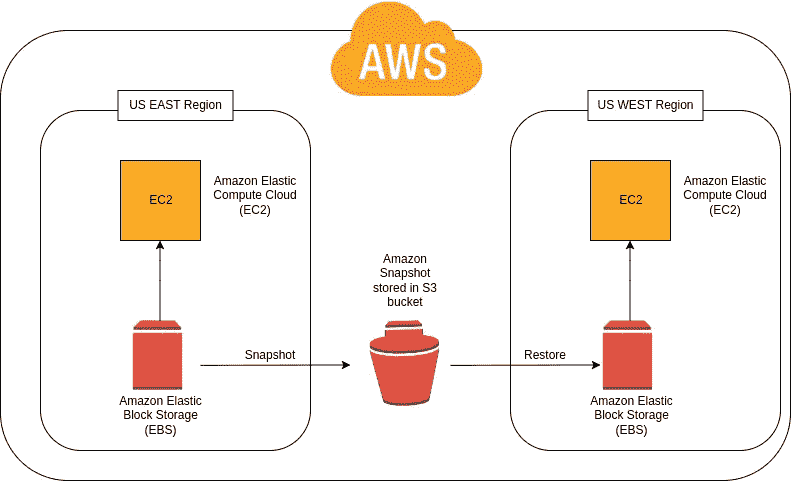 AWS
US EAST Region
US WEST Region
EC2
Amazon Elastic
Compute Cloud
(EC2)
EC2
Amazon Elastic
Compute Cloud
(EC2)
Amazon
Snapshot
stored in S3
bucket
Snapshot
Restore
Amazon Elastic
Block Storage
(EBS)
Amazon Elastic
Block Storage
(EBS)